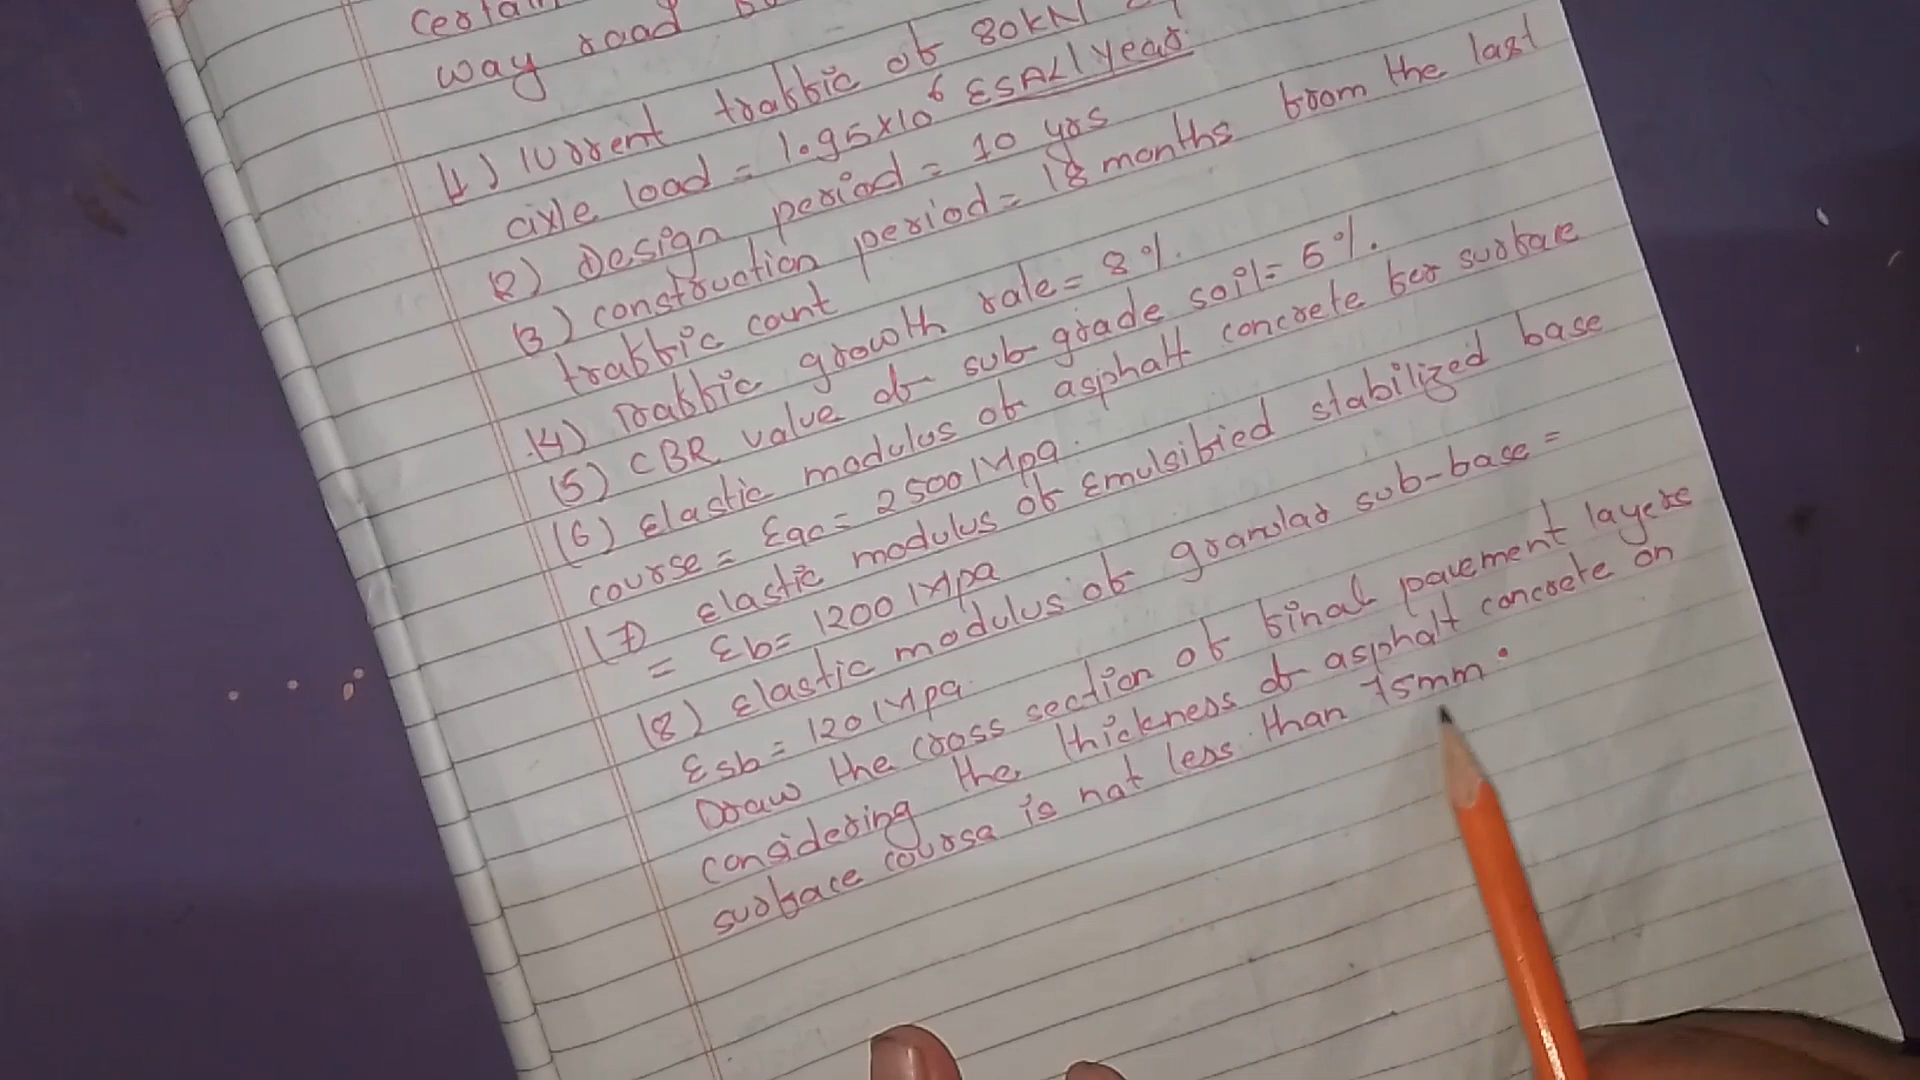 certain
way road
(1) current traffic of 80kN
axle load = 1.95x10⁶ ESAL/year
(2) Design period = 10 yrs
(3) construction period = 18 months from the last
traffic count
(4) Traffic growth rate = 8%.
(5) CBR value of sub grade soil = 5%.
(6) Elastic modulus of asphalt concrete for surface
course = Eac = 2500 Mpa.
(7) Elastic modulus of Emulsified stabilized base
= Eb = 1200 Mpa
(8) Elastic modulus of granular sub-base =
Esb = 120 Mpa.
Draw the cross section of final pavement layers
considering the thickness of asphalt concrete on
surface course is not less than 75mm.